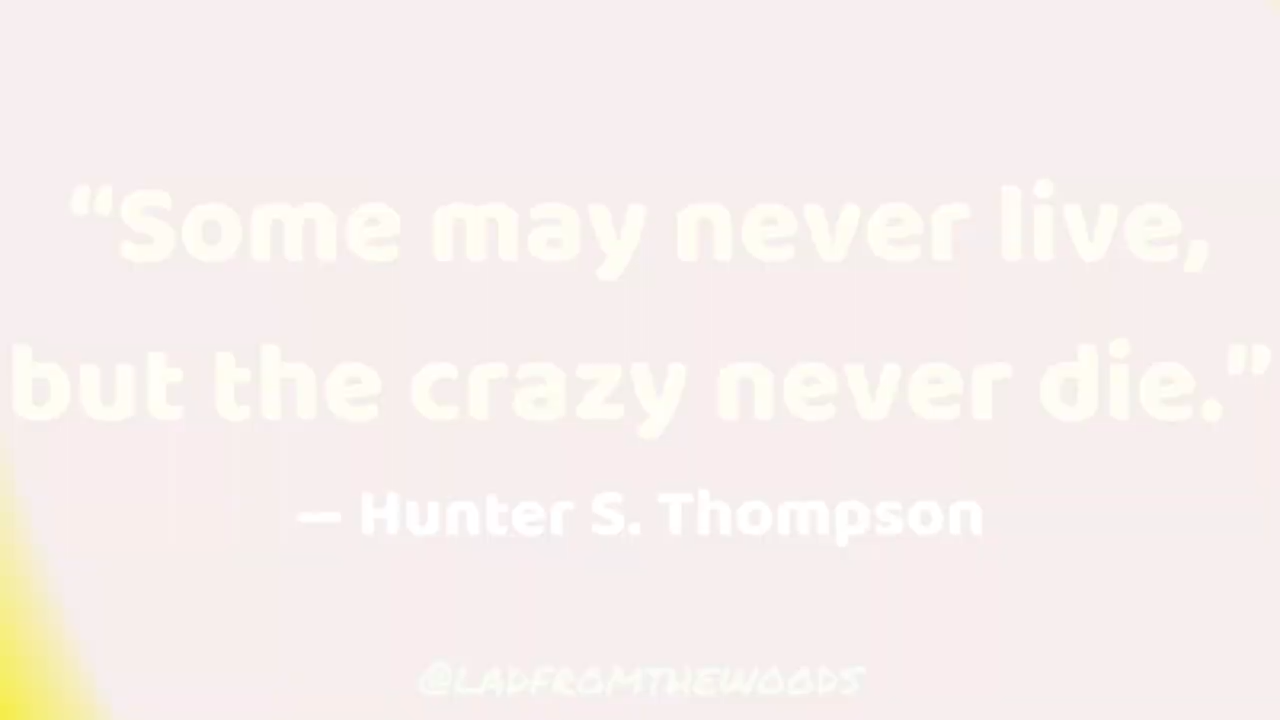 “Some may never live,
but the crazy never die.”
— Hunter S. Thompson
@LADFROMTHEWOODS